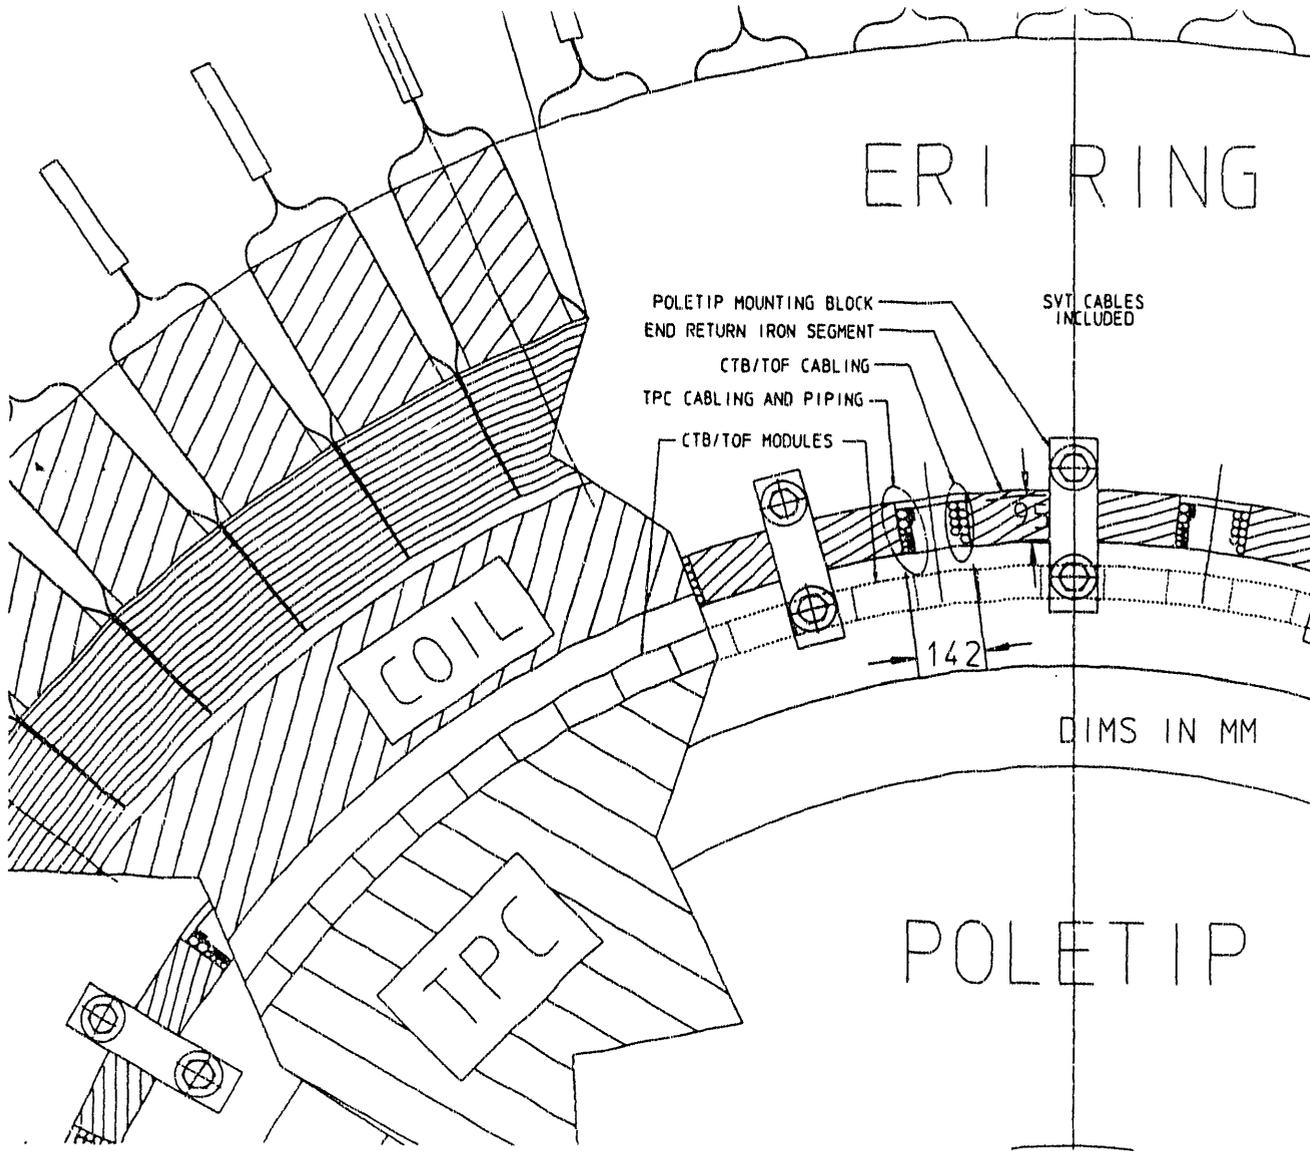 ERI RING
POLETIP MOUNTING BLOCK
SVT CABLES
INCLUDED
END RETURN IRON SEGMENT
CTB/TOF CABLING
TPC CABLING AND PIPING
CTB/TOF MODULES
COIL
142
DIMS IN MM
TPC
POLETIP